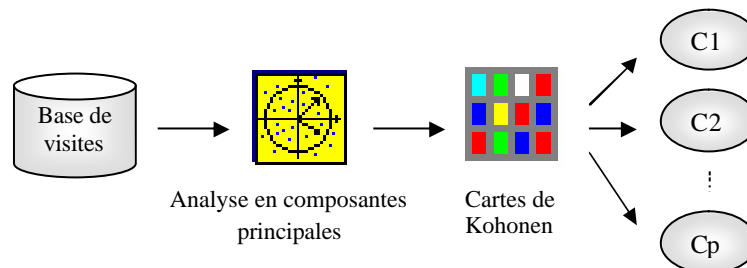 Base de
visites
Analyse en composantes
principales
Cartes de
Kohonen
C1
C2
Cp